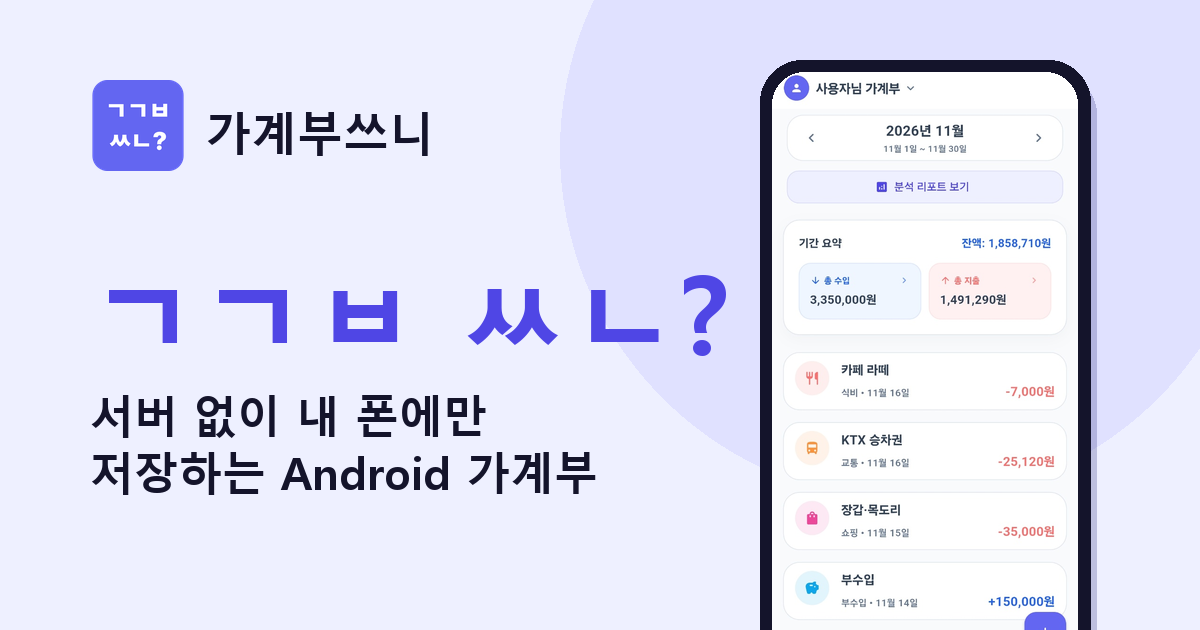 ㄱㄱㅂ
ㅆㄴ?
가계부쓰니
ㄱㄱㅂ ㅆㄴ?
서버 없이 내 폰에만
저장하는 Android 가계부
사용자님 가계부
2026년 11월
11월 1일 ~ 11월 30일
분석 리포트 보기
기간 요약
잔액: 1,858,710원
총 수입
3,350,000원
총 지출
1,491,290원
카페 라떼
식비 • 11월 16일
-7,000원
KTX 승차권
교통 • 11월 16일
-25,120원
장갑·목도리
쇼핑 • 11월 15일
-35,000원
부수입
부수입 • 11월 14일
+150,000원